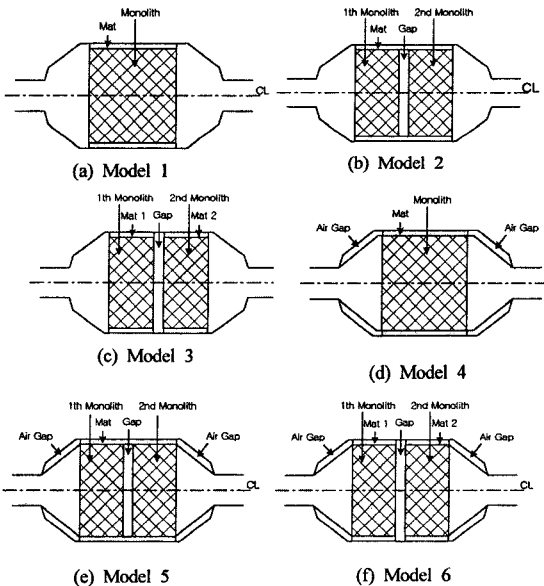 Monolith
Mat
CL
(a) Model 1
1th Monolith 2nd Monolith
Mat Gap
CL
(b) Model 2
1th Monolith 2nd Monolith
Mat 1 Gap Mat 2
(c) Model 3
Monolith
Mat
Air Gap Air Gap
(d) Model 4
1th Monolith 2nd Monolith
Mat Gap
Air Gap Air Gap
CL
(e) Model 5
1th Monolith 2nd Monolith
Mat 1 Gap Mat 2
Air Gap Air Gap
CL
(f) Model 6